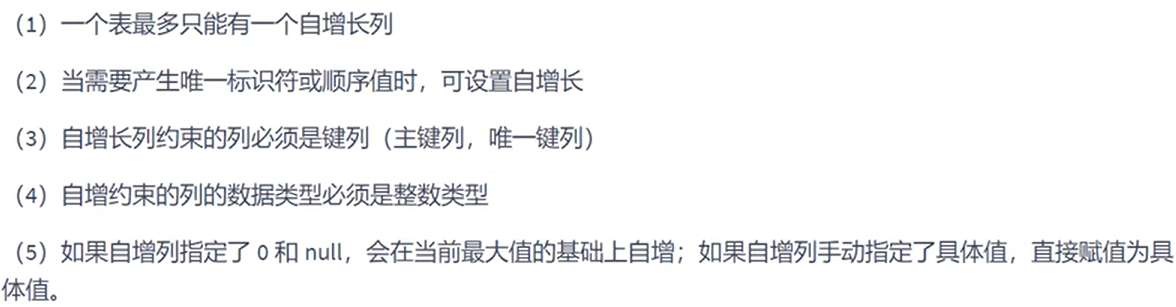 （1）一个表最多只能有一个自增长列
（2）当需要产生唯一标识符或顺序值时，可设置自增长
（3）自增长列约束的列必须是键列（主键列，唯一键列）
（4）自增约束的列的数据类型必须是整数类型
（5）如果自增列指定了 0 和 null，会在当前最大值的基础上自增；如果自增列手动指定了具体值，直接赋值为具
体值。